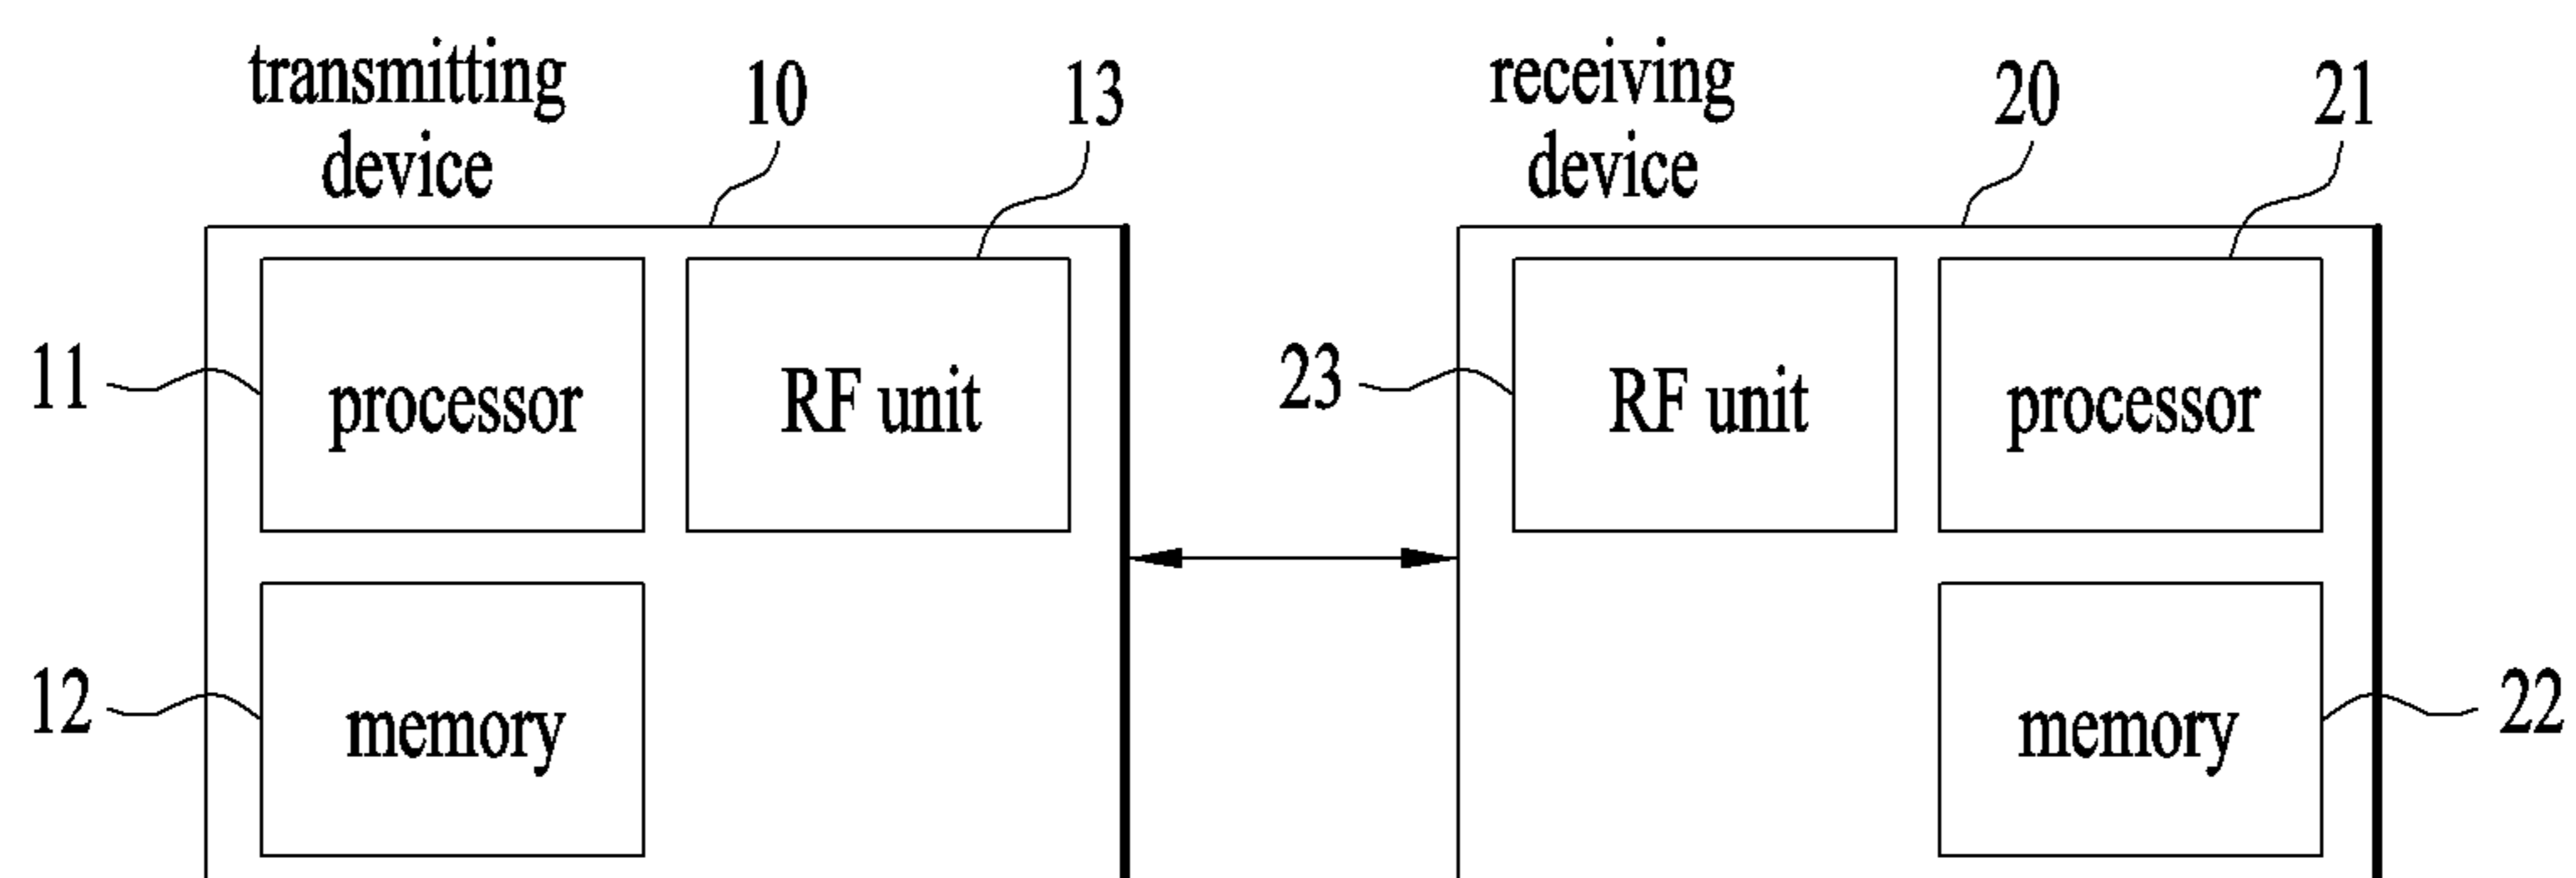 transmitting
device
10
13
receiving
device
20
21
11
processor
RF unit
23
RF unit
processor
12
memory
memory
22